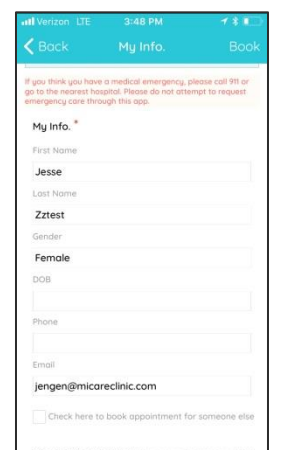 Verizon LTE 3:48 PM
Back My Info. Book
If you think you have a medical emergency, please call 911 or
go to the nearest hospital. Please do not attempt to request
emergency care through this app.
My Info. *
First Name
Jesse
Last Name
Zztest
Gender
Female
DOB
Phone
Email
jengen@micareclinic.com
Check here to book appointment for someone else